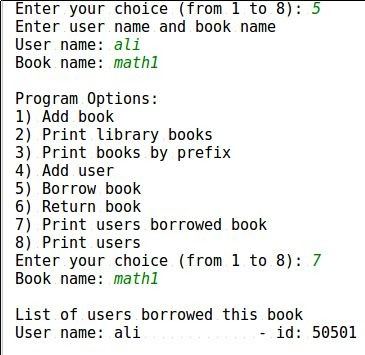 Enter your choice (from 1 to 8): 5
Enter user name and book name
User name: ali
Book name: math1

Program Options:
1) Add book
2) Print library books
3) Print books by prefix
4) Add user
5) Borrow book
6) Return book
7) Print users borrowed book
8) Print users
Enter your choice (from 1 to 8): 7
Book name: math1

List of users borrowed this book
User name: ali - id: 50501